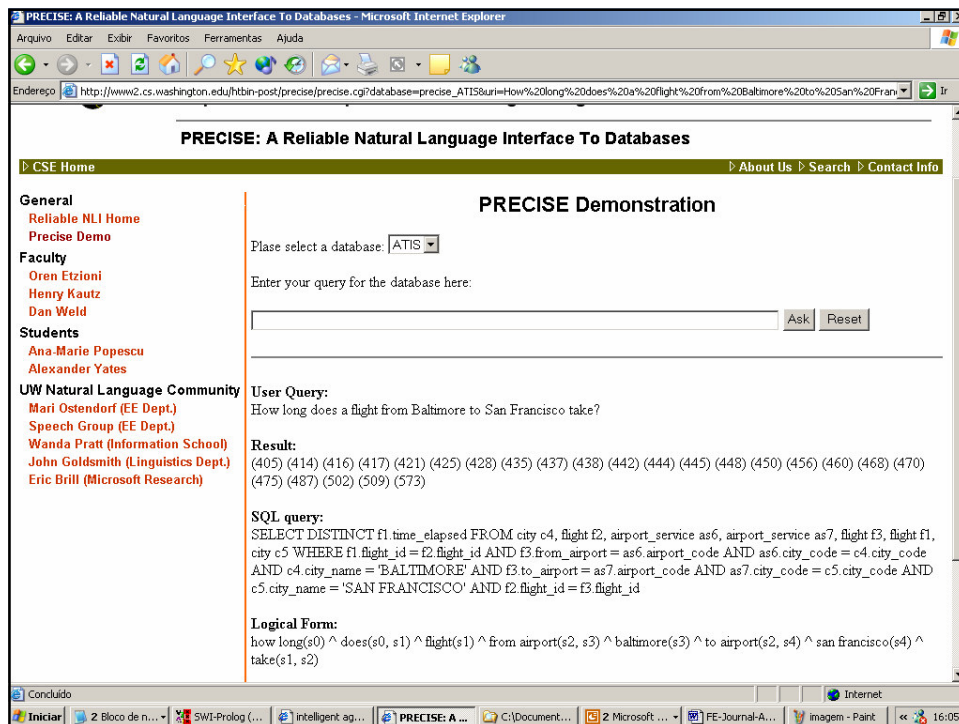 PRECISE: A Reliable Natural Language Interface To Databases - Microsoft Internet Explorer
Arquivo Editar Exibir Favoritos Ferramentas Ajuda
Endereço http://www2.cs.washington.edu/htbin-post/precise/precise.cgi?database=precise_ATIS&uri=How%20long%20does%20a%20flight%20from%20Baltimore%20to%20San%20Fran Ir
PRECISE: A Reliable Natural Language Interface To Databases
CSE Home About Us Search Contact Info
General
Reliable NLI Home
Precise Demo
Faculty
Oren Etzioni
Henry Kautz
Dan Weld
Students
Ana-Marie Popescu
Alexander Yates
UW Natural Language Community
Mari Ostendorf (EE Dept.)
Speech Group (EE Dept.)
Wanda Pratt (Information School)
John Goldsmith (Linguistics Dept.)
Eric Brill (Microsoft Research)
PRECISE Demonstration
Plase select a database: ATIS
Enter your query for the database here:
Ask Reset
User Query:
How long does a flight from Baltimore to San Francisco take?
Result:
(405) (414) (416) (417) (421) (425) (428) (435) (437) (438) (442) (444) (445) (448) (450) (456) (460) (468) (470)
(475) (487) (502) (509) (573)
SQL query:
SELECT DISTINCT f1.time_elapsed FROM city c4, flight f2, airport_service as6, airport_service as7, flight f3, flight f1,
city c5 WHERE f1.flight_id = f2.flight_id AND f3.from_airport = as6.airport_code AND as6.city_code = c4.city_code
AND c4.city_name = 'BALTIMORE' AND f3.to_airport = as7.airport_code AND as7.city_code = c5.city_code AND
c5.city_name = 'SAN FRANCISCO' AND f2.flight_id = f3.flight_id
Logical Form:
how long(s0) ^ does(s0, s1) ^ flight(s1) ^ from airport(s2, s3) ^ baltimore(s3) ^ to airport(s2, s4) ^ san francisco(s4) ^
take(s1, s2)
Concluído Internet
Iniciar 2 Bloco de n... SWI-Prolog (... intelligent ag... PRECISE: A ... C:\Document... 2 Microsoft ... FE-Journal-A... imagem - Paint « 16:05